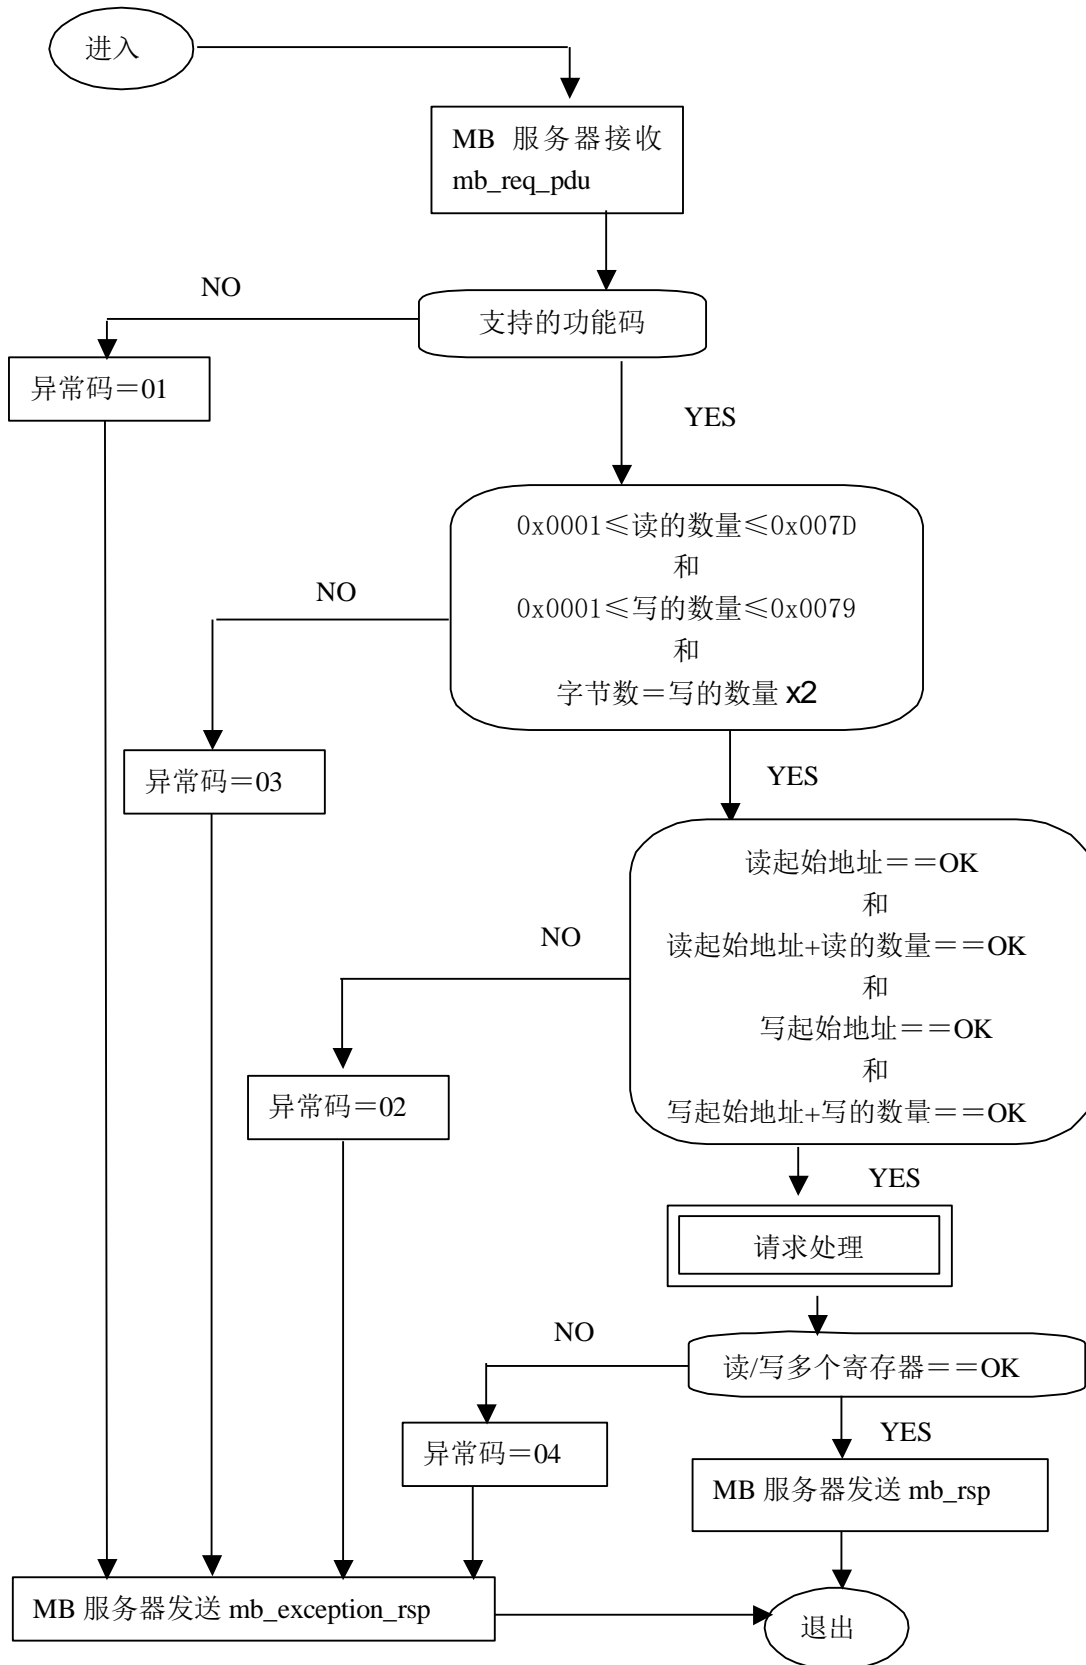 进入
MB 服务器接收
mb_req_pdu
NO
支持的功能码
异常码＝01
YES
0x0001≤读的数量≤0x007D
和
NO
0x0001≤写的数量≤0x0079
和
字节数＝写的数量 x2
YES
异常码＝03
读起始地址＝＝OK
和
NO
读起始地址+读的数量＝＝OK
和
写起始地址＝＝OK
和
异常码＝02
写起始地址+写的数量＝＝OK
YES
请求处理
NO
读/写多个寄存器＝＝OK
YES
异常码＝04
MB 服务器发送 mb_rsp
MB 服务器发送 mb_exception_rsp
退出